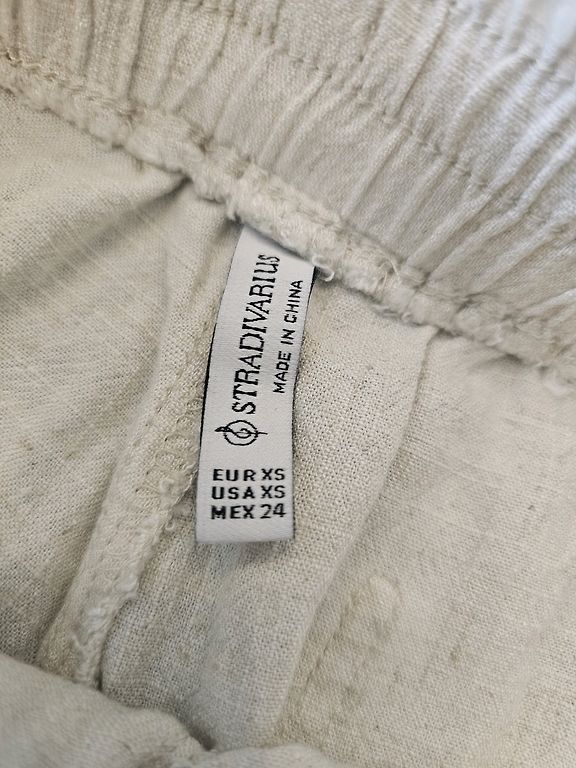 STRADIVARIUS
MADE IN CHINA
EUR XS
USA XS
MEX 24